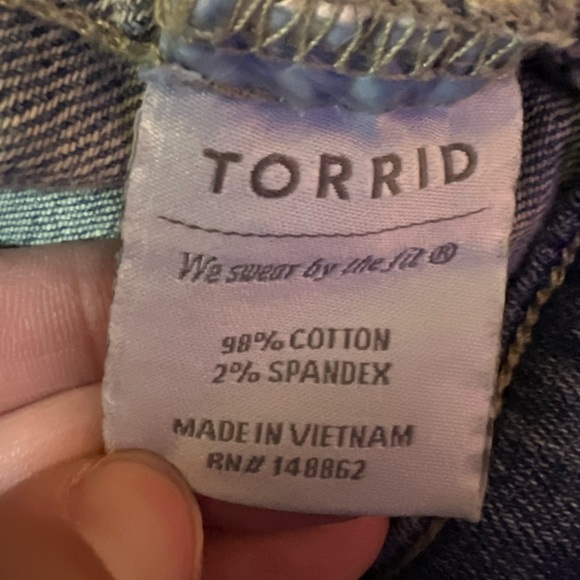 TORRID
We swear by the fit ®
98% COTTON
2% SPANDEX
MADE IN VIETNAM
RN# 148862